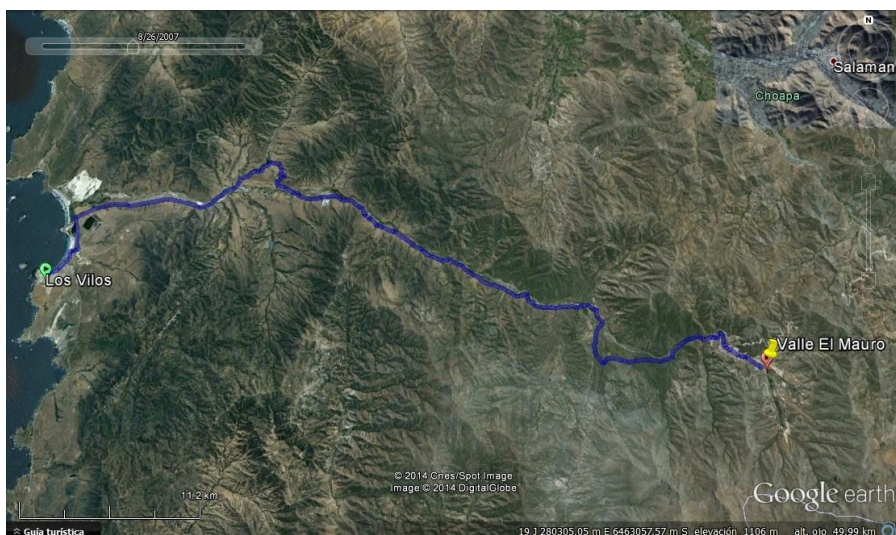 8/26/2007
N
Salaman
Choapa
Los Vilos
Valle El Mauro
© 2014 Cnes/Spot Image
Image © 2014 DigitalGlobe
11.2 km
Google earth
Guía turística
19 J 280305.05 m E 6463057.57 m S elevación 1106 m alt. ojo 49.99 km